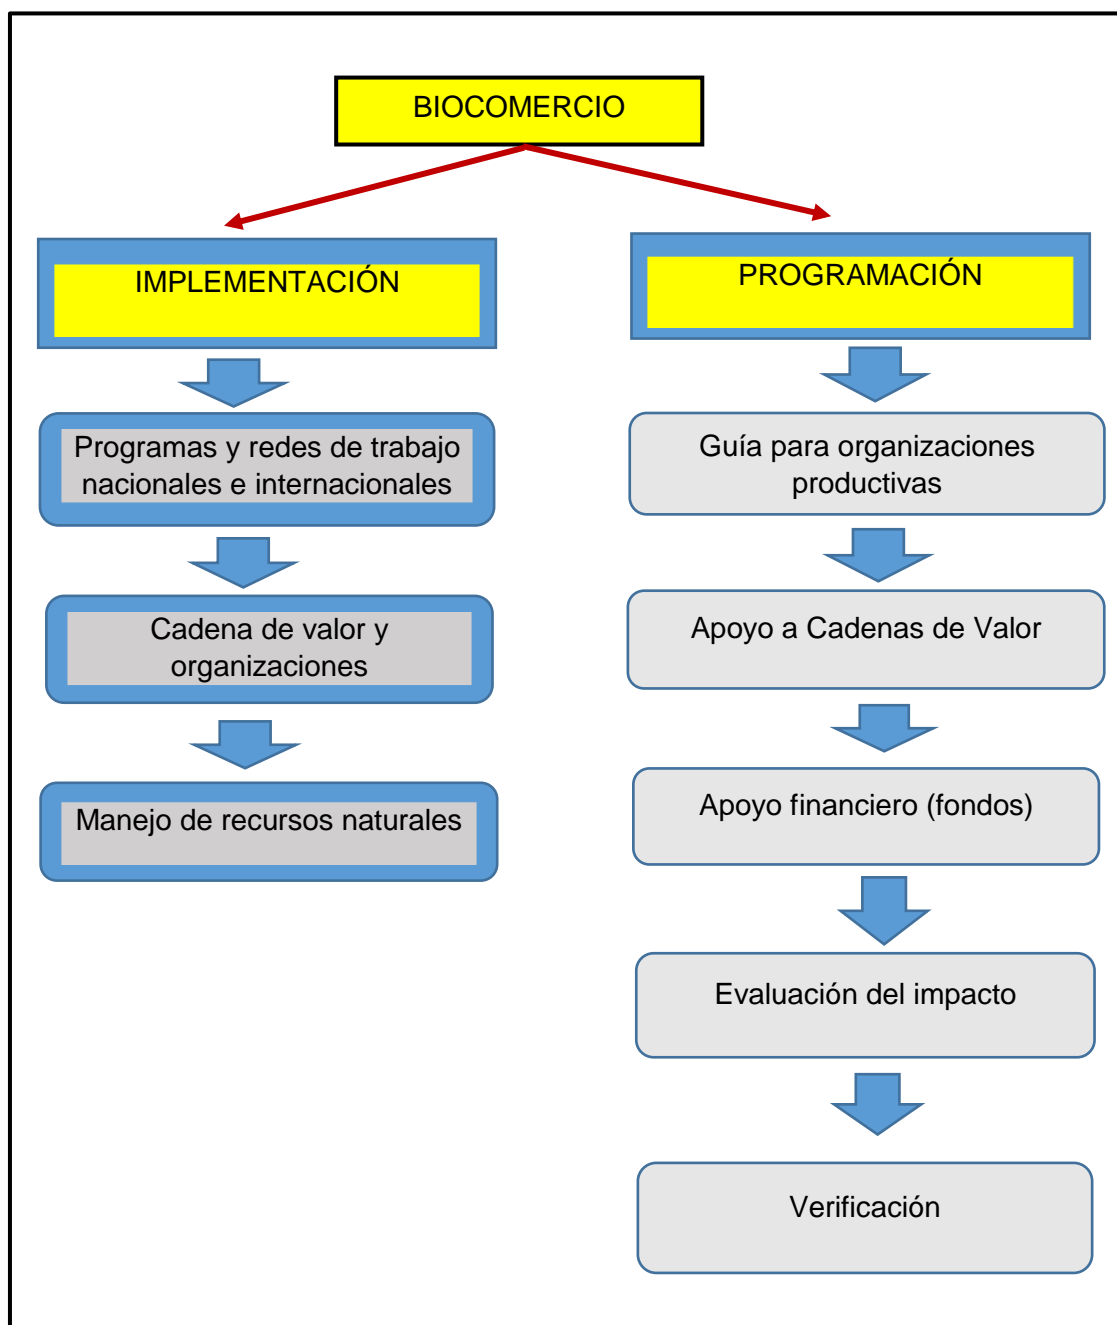 BIOCOMERCIO
IMPLEMENTACIÓN
Programas y redes de trabajo
nacionales e internacionales
Cadena de valor y
organizaciones
Manejo de recursos naturales
PROGRAMACIÓN
Guía para organizaciones
productivas
Apoyo a Cadenas de Valor
Apoyo financiero (fondos)
Evaluación del impacto
Verificación